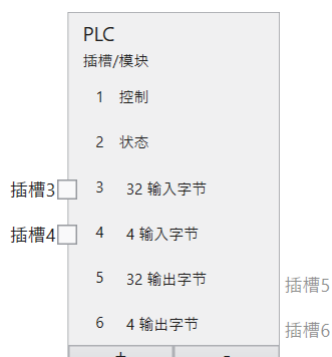 PLC
插槽/模块
1 控制
2 状态
插槽3 3 32 输入字节
插槽4 4 4 输入字节
5 32 输出字节 插槽5
6 4 输出字节 插槽6
+ -